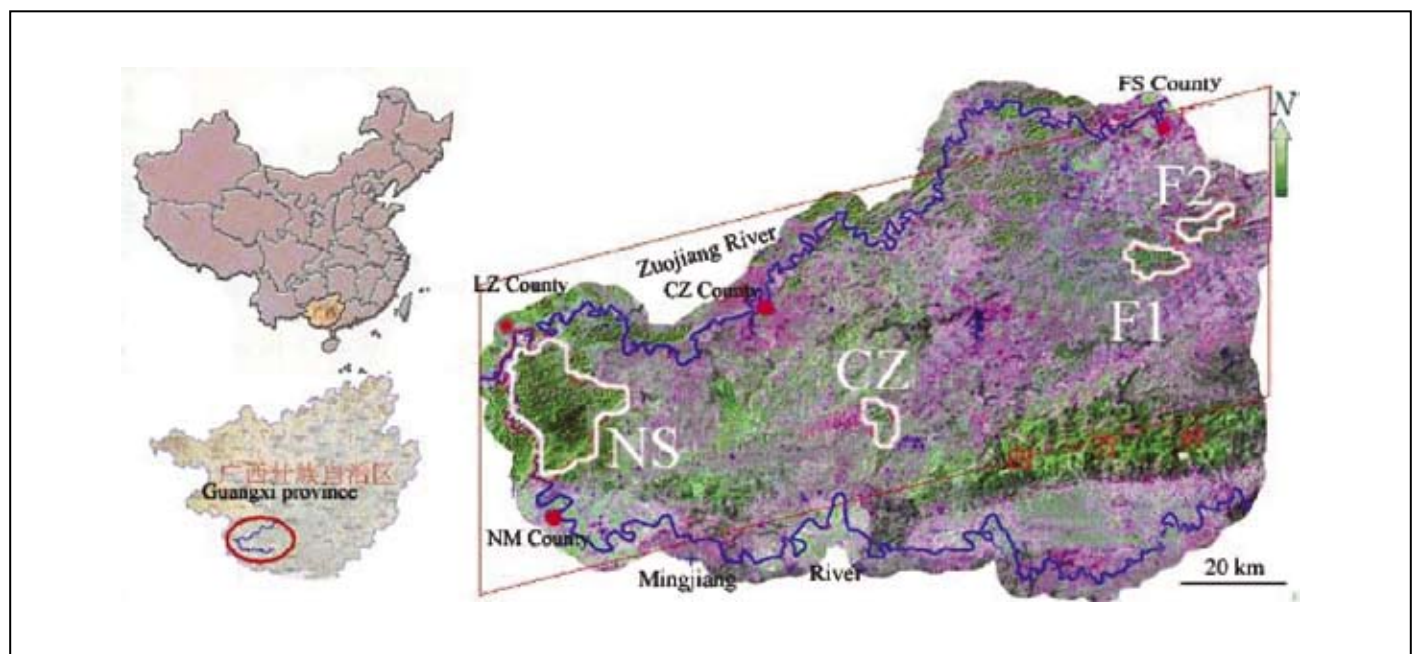 广西壮族自治区
Guangxi province
FS County
N
F2
Zuojiang River
LZ County
CZ County
F1
CZ
NS
NM County
Mingjiang River
20 km